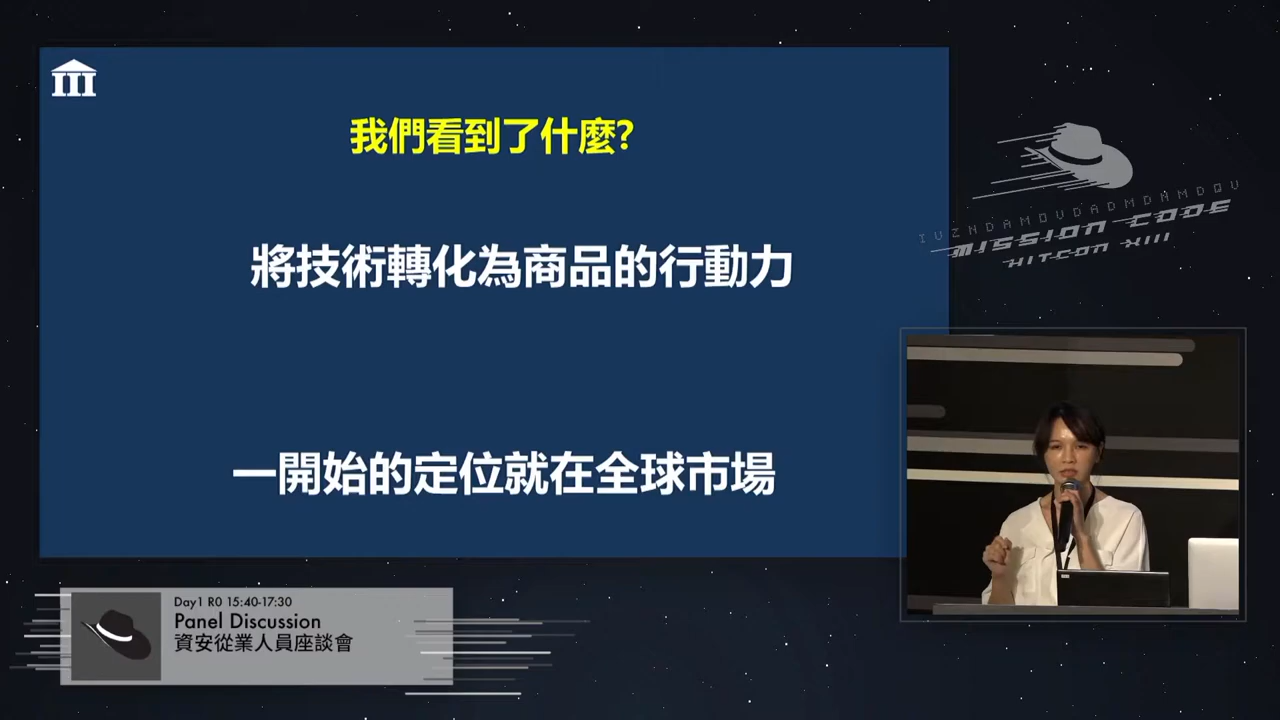 我們看到了什麼?
將技術轉化為商品的行動力
一開始的定位就在全球市場
IVZNDAMOVDADMDNMDQV
MISSION CODE
HITCON XIII
Day1 R0 15:40-17:30
Panel Discussion
資安從業人員座談會